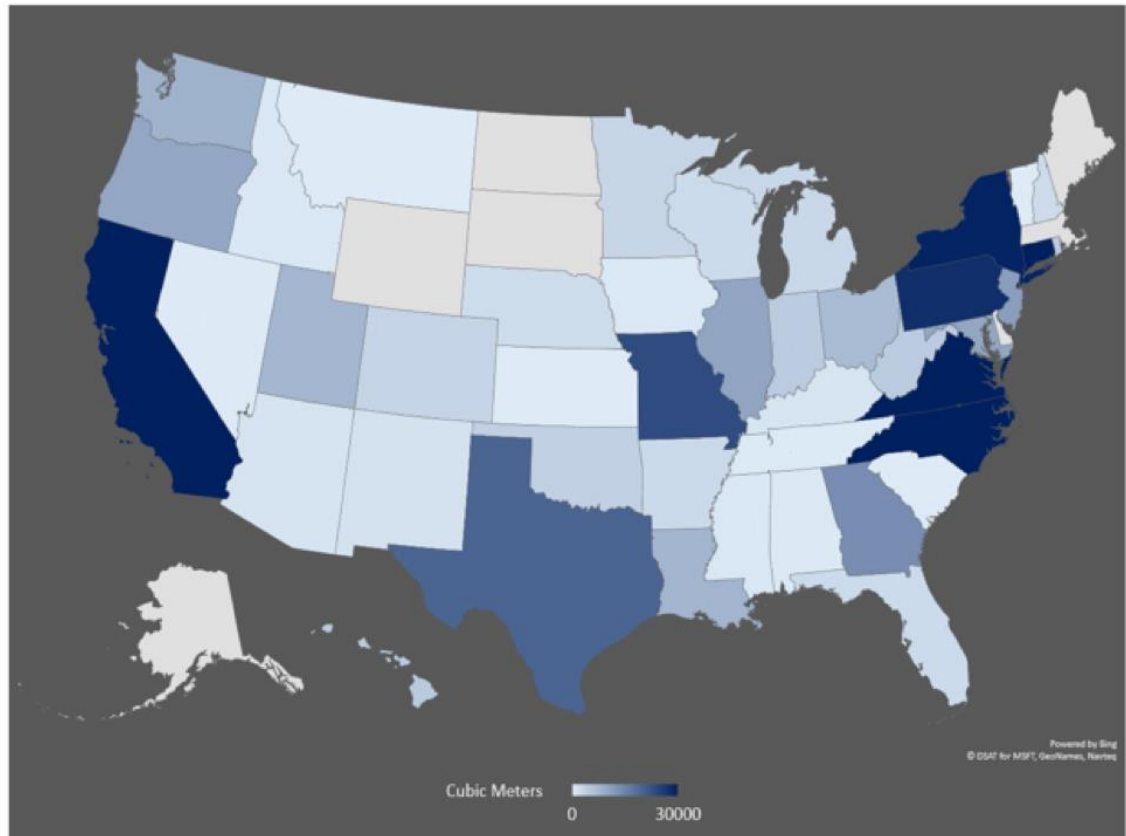 Powered by Bing
© DSAT for MSFT, GeoNames, Navteq
Cubic Meters
0
30000